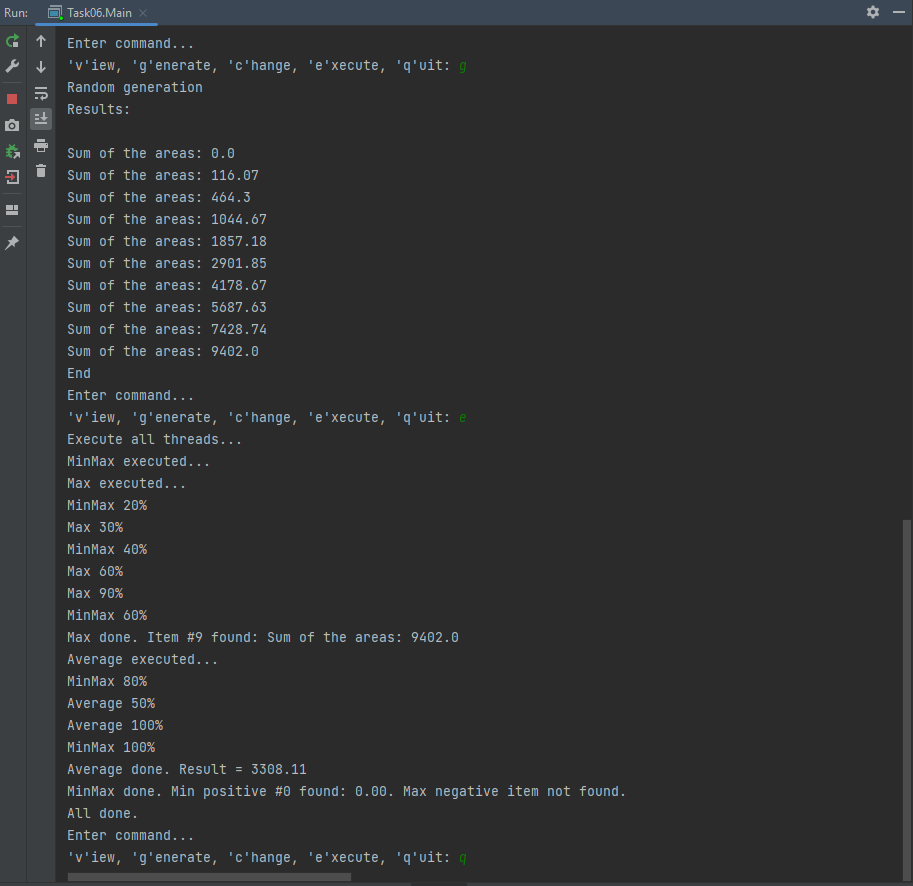 Run: Task06.Main
Enter command...
'v'iew, 'g'enerate, 'c'hange, 'e'xecute, 'q'uit: g
Random generation
Results:
Sum of the areas: 0.0
Sum of the areas: 116.07
Sum of the areas: 464.3
Sum of the areas: 1044.67
Sum of the areas: 1857.18
Sum of the areas: 2901.85
Sum of the areas: 4178.67
Sum of the areas: 5687.63
Sum of the areas: 7428.74
Sum of the areas: 9402.0
End
Enter command...
'v'iew, 'g'enerate, 'c'hange, 'e'xecute, 'q'uit: e
Execute all threads...
MinMax executed...
Max executed...
MinMax 20%
Max 30%
MinMax 40%
Max 60%
Max 90%
MinMax 60%
Max done. Item #9 found: Sum of the areas: 9402.0
Average executed...
MinMax 80%
Average 50%
Average 100%
MinMax 100%
Average done. Result = 3308.11
MinMax done. Min positive #0 found: 0.00. Max negative item not found.
All done.
Enter command...
'v'iew, 'g'enerate, 'c'hange, 'e'xecute, 'q'uit: q